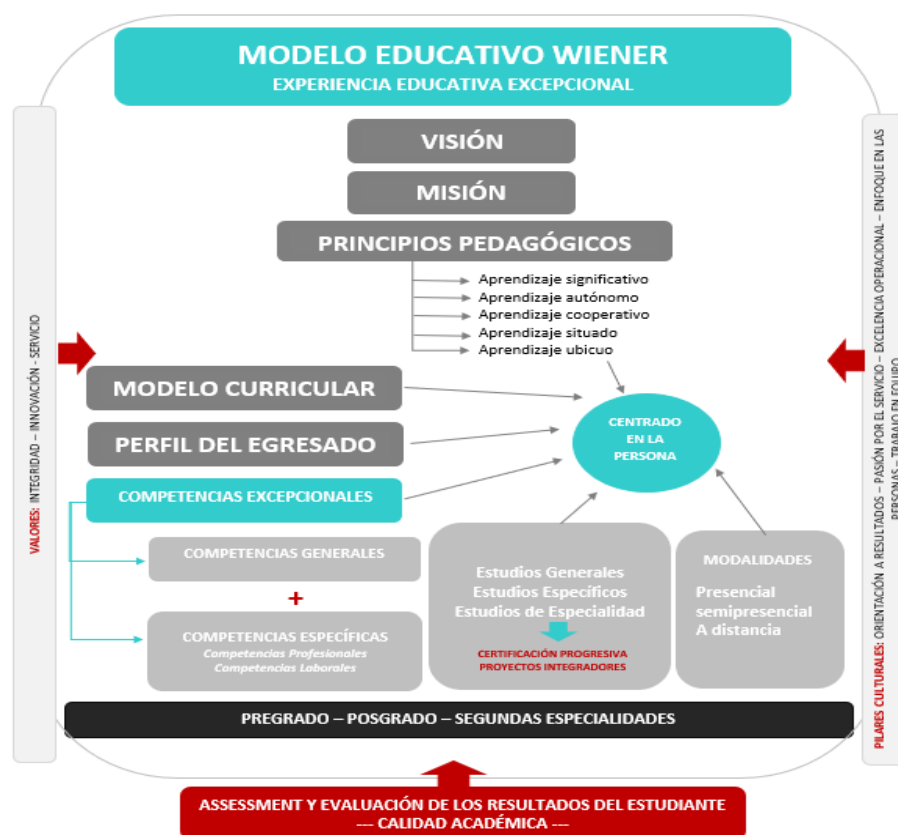 MODELO EDUCATIVO WIENER
EXPERIENCIA EDUCATIVA EXCEPCIONAL
VISIÓN
MISIÓN
PRINCIPIOS PEDAGÓGICOS
Aprendizaje significativo
Aprendizaje autónomo
Aprendizaje cooperativo
Aprendizaje situado
Aprendizaje ubicuo
MODELO CURRICULAR
PERFIL DEL EGRESADO
COMPETENCIAS EXCEPCIONALES
CENTRADO
EN LA
PERSONA
COMPETENCIAS GENERALES
+
COMPETENCIAS ESPECÍFICAS
Competencias Profesionales
Competencias Laborales
Estudios Generales
Estudios Específicos
Estudios de Especialidad
CERTIFICACIÓN PROGRESIVA
PROYECTOS INTEGRADORES
MODALIDADES
Presencial
semipresencial
A distancia
PREGRADO – POSGRADO – SEGUNDAS ESPECIALIDADES
ASSESSMENT Y EVALUACIÓN DE LOS RESULTADOS DEL ESTUDIANTE
--- CALIDAD ACADÉMICA ---
VALORES: INTEGRIDAD – INNOVACIÓN - SERVICIO
PILARES CULTURALES: ORIENTACIÓN A RESULTADOS – PASIÓN POR EL SERVICIO – EXCELENCIA OPERACIONAL – ENFOQUE EN LAS
PERSONAS – TRABAJO EN EQUIPO